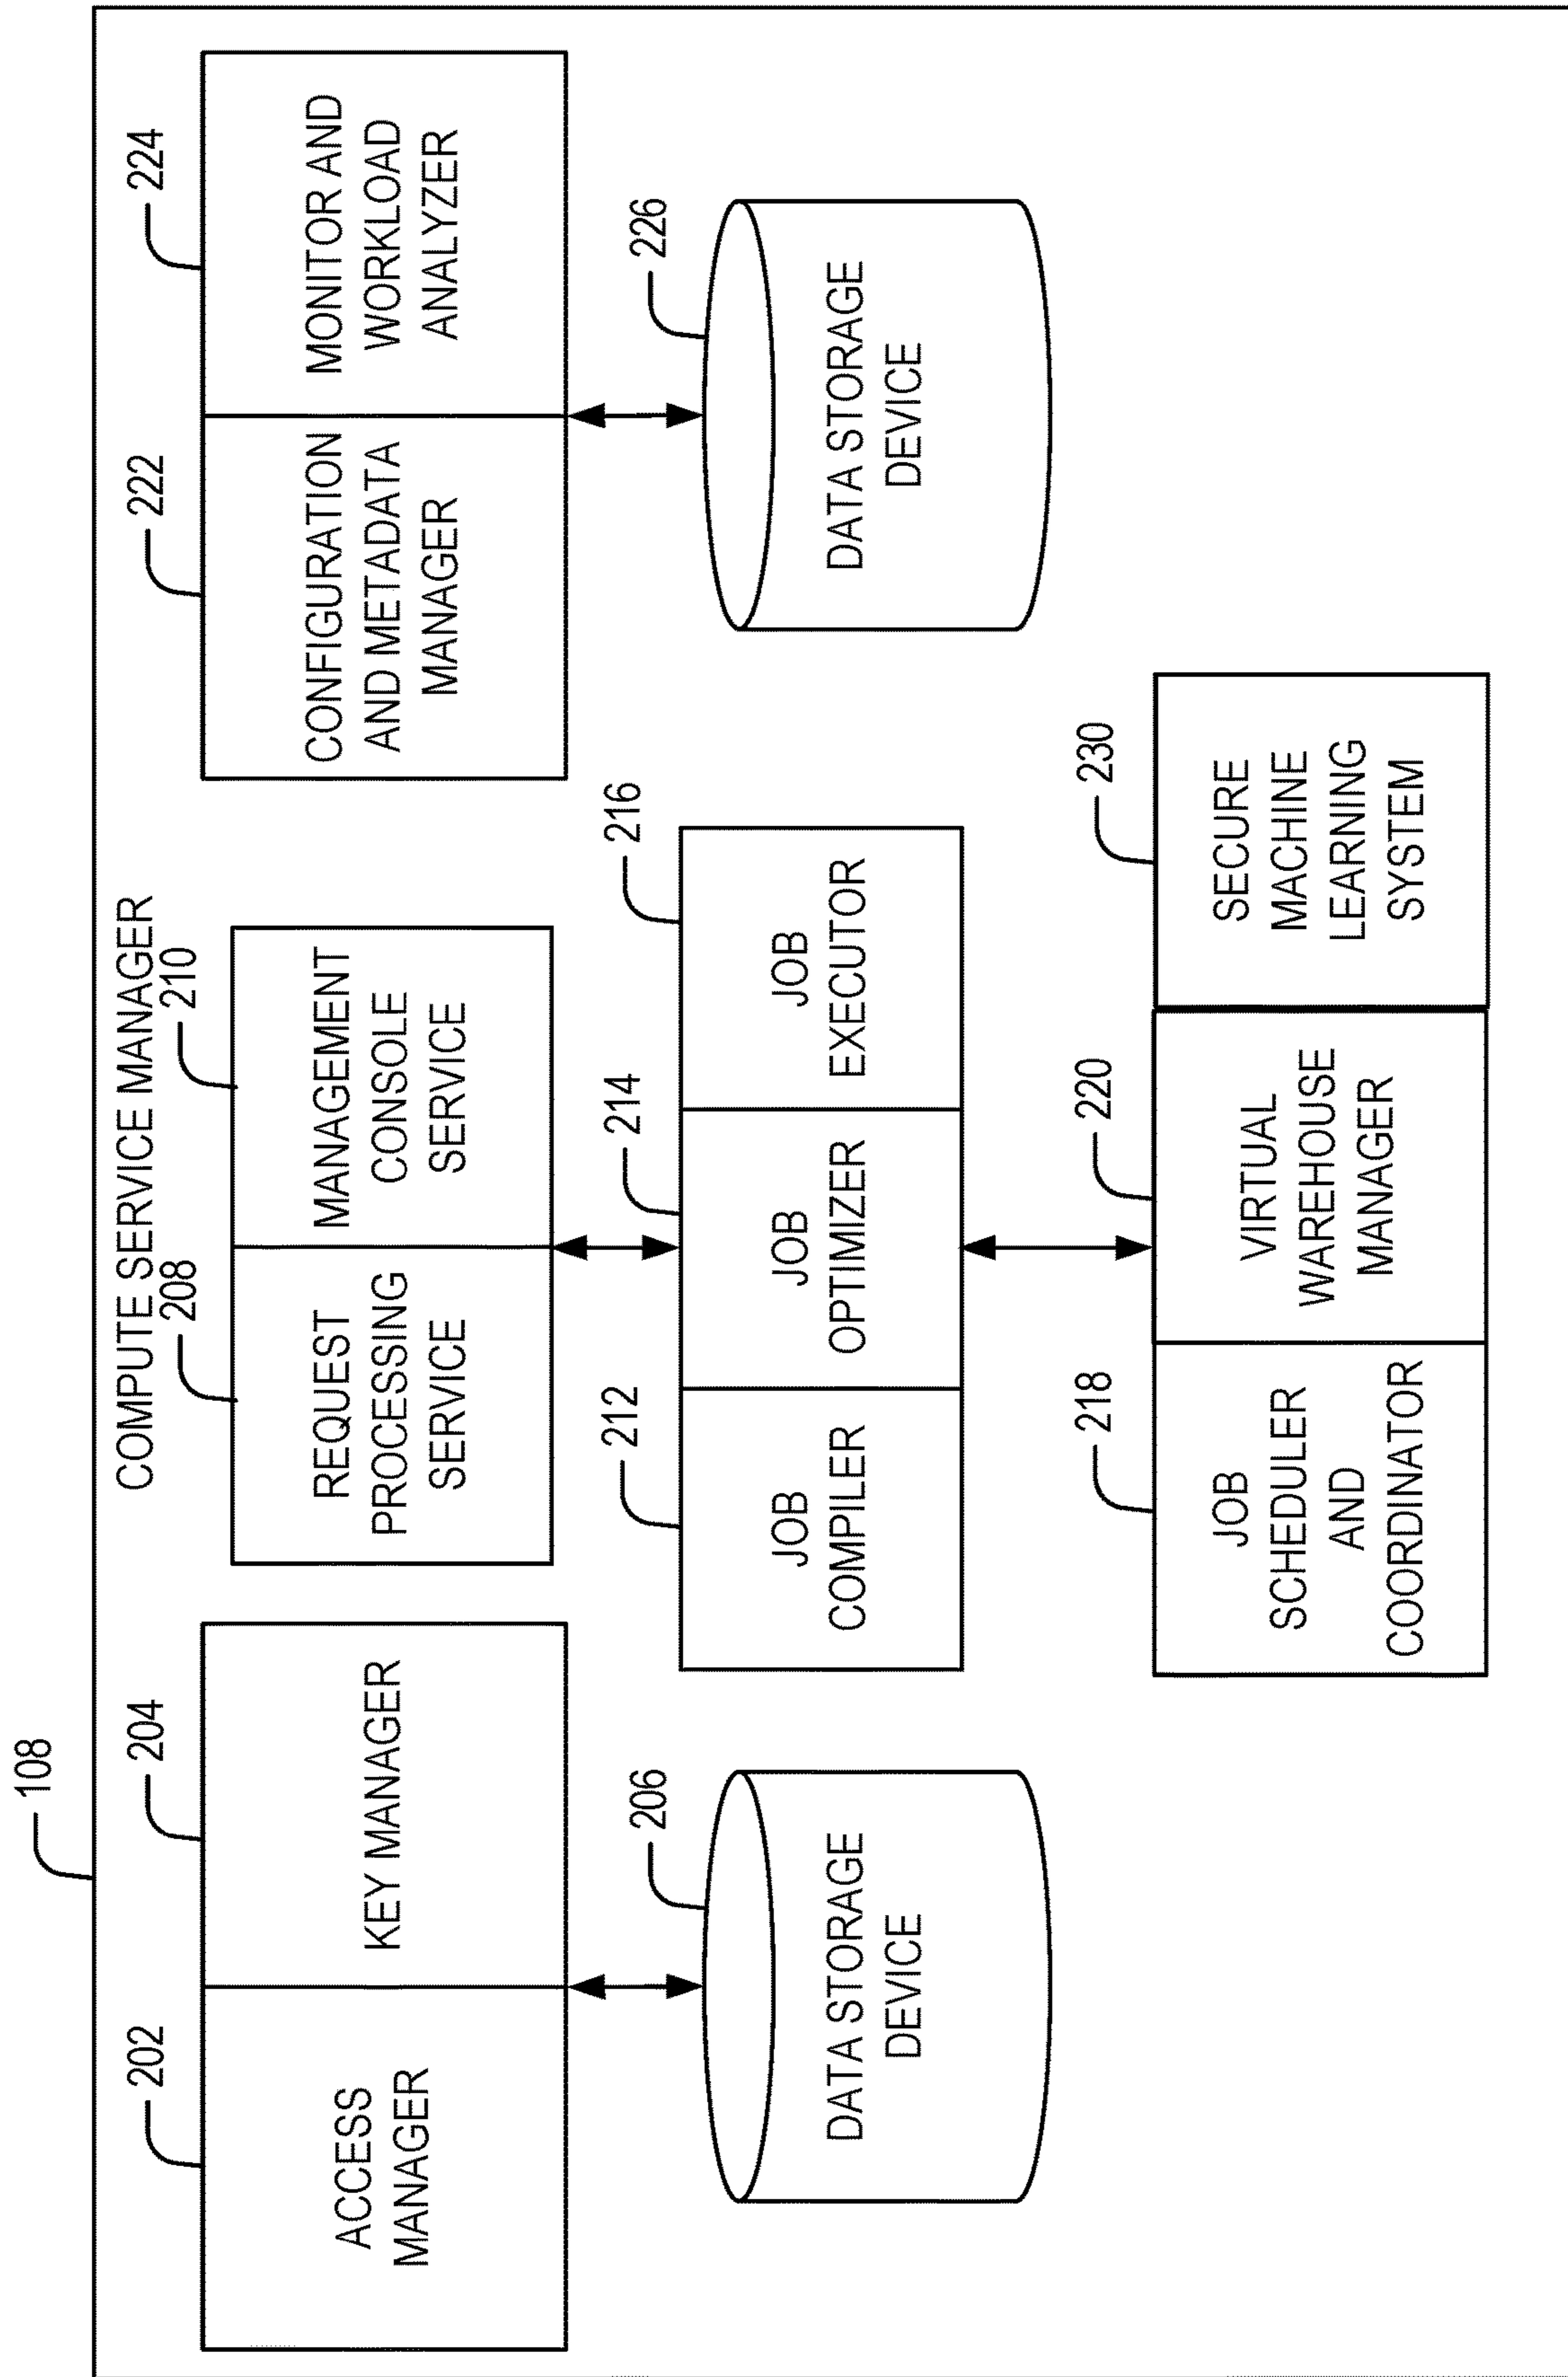 108
COMPUTE SERVICE MANAGER
202
204
ACCESS
MANAGER
KEY MANAGER
206
DATA STORAGE
DEVICE
208
210
REQUEST
PROCESSING
SERVICE
MANAGEMENT
CONSOLE
SERVICE
212
214
216
JOB
COMPILER
JOB
OPTIMIZER
JOB
EXECUTOR
218
220
230
JOB
SCHEDULER
AND
COORDINATOR
VIRTUAL
WAREHOUSE
MANAGER
SECURE
MACHINE
LEARNING
SYSTEM
222
224
CONFIGURATION
AND METADATA
MANAGER
MONITOR AND
WORKLOAD
ANALYZER
226
DATA STORAGE
DEVICE